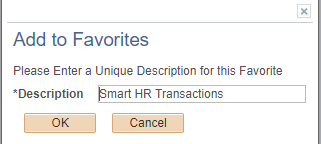 Add to Favorites
Please Enter a Unique Description for this Favorite
*Description Smart HR Transactions
OK Cancel